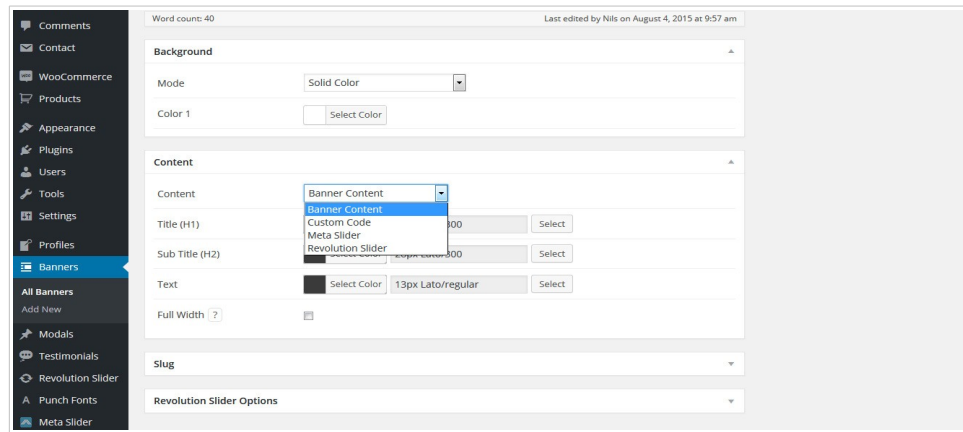 Comments
Contact
WooCommerce
Products
Appearance
Plugins
Users
Tools
Settings
Profiles
Banners
All Banners
Add New
Modals
Testimonials
Revolution Slider
Punch Fonts
Meta Slider
Word count: 40 Last edited by Nils on August 4, 2015 at 9:57 am
Background
Mode Solid Color
Color 1 Select Color
Content
Content Banner Content
Banner Content
Custom Code
Meta Slider
Revolution Slider
Title (H1) Select
Sub Title (H2) Select Color Select
Text Select Color 13px Lato/regular Select
Full Width ?
Slug
Revolution Slider Options